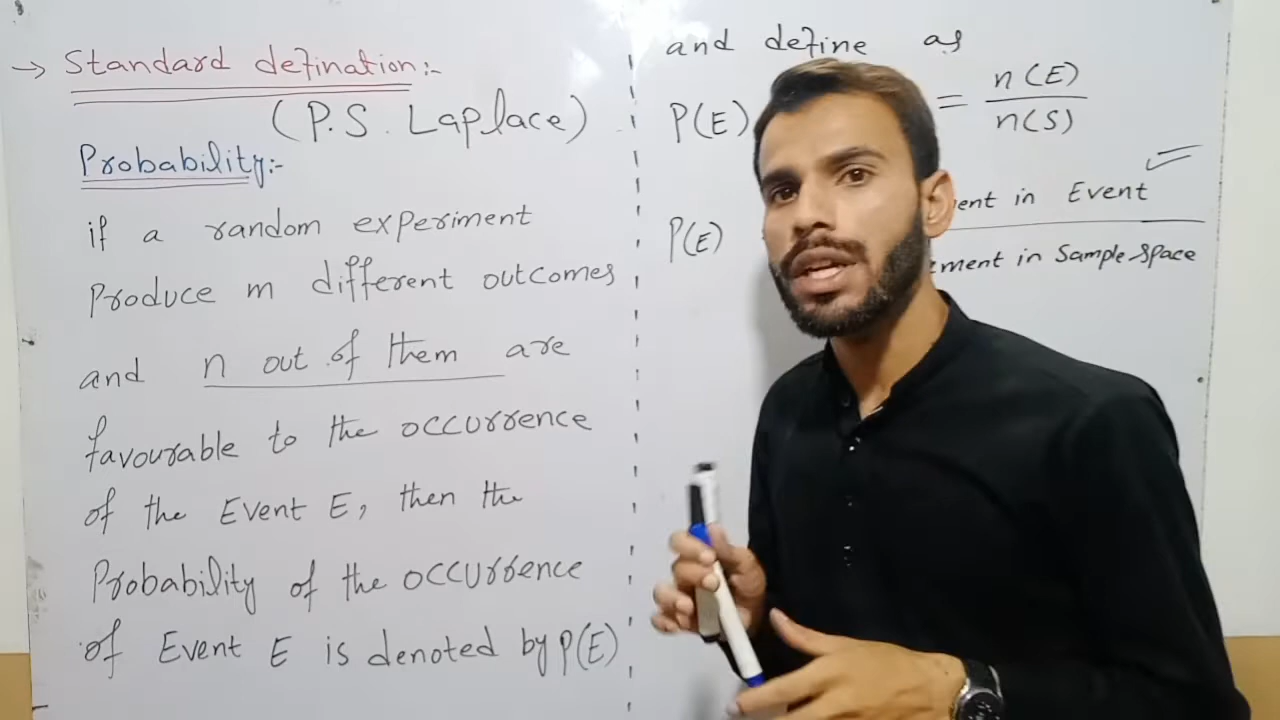 → Standard defination:-
(P.S. Laplace)
Probability:-
if a random experiment
Produce m different outcomes
and n out of them are
favourable to the occurrence
of the Event E, then the
Probability of the occurrence
of Event E is denoted by P(E)
and define as
P(E) = n(E)
n(S)
P(E) in Event
in Sample Space